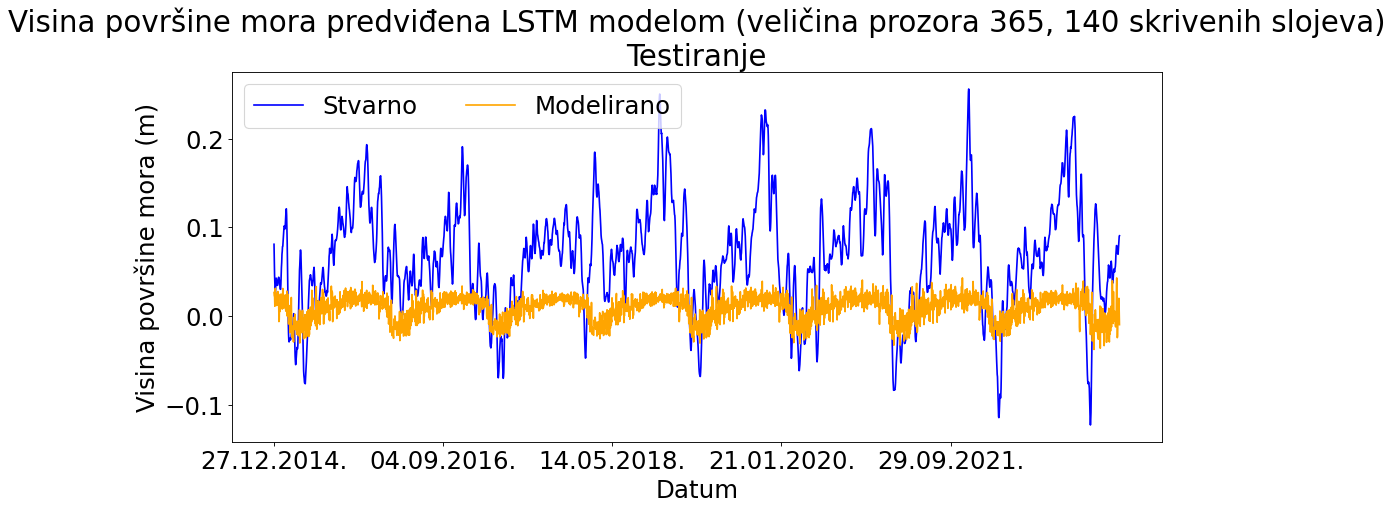 Visina površine mora predviđena LSTM modelom (veličina prozora 365, 140 skrivenih slojeva)
Testiranje
Stvarno
Modelirano
Visina površine mora (m)
0.2
0.1
0.0
−0.1
27.12.2014.
04.09.2016.
14.05.2018.
21.01.2020.
29.09.2021.
Datum